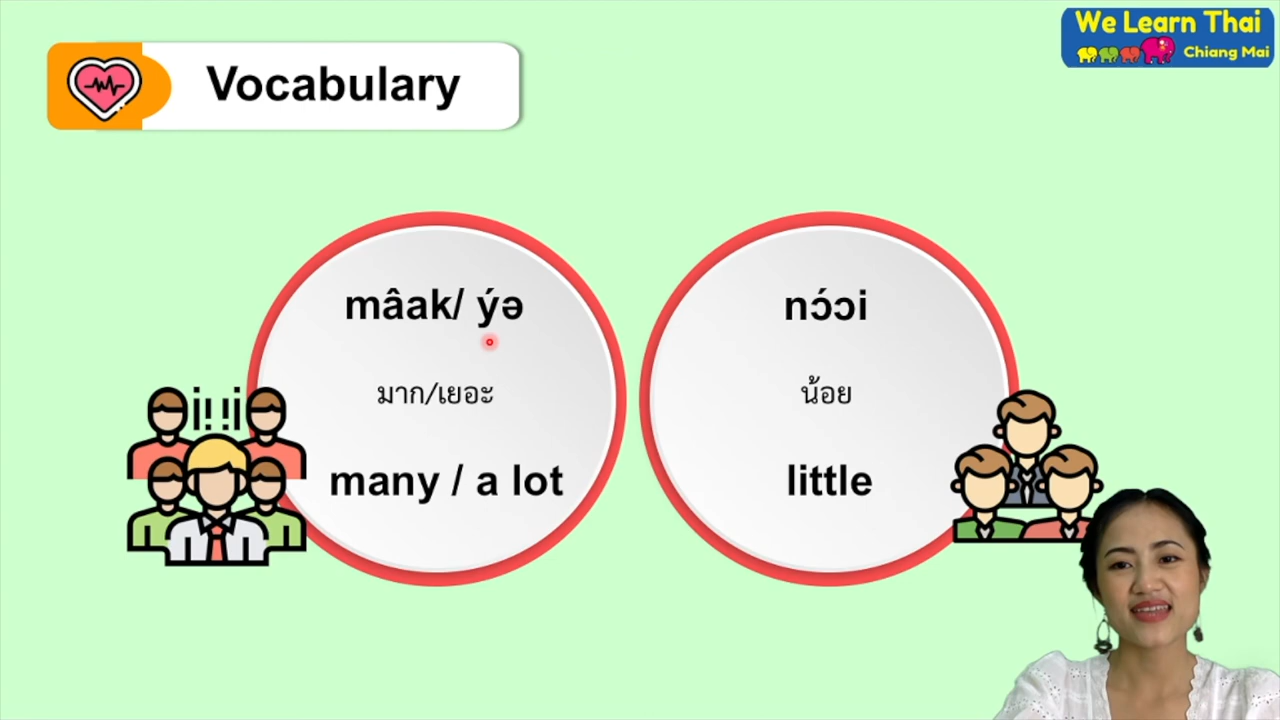 We Learn Thai
Chiang Mai
Vocabulary
mâak/ ýə
มาก/เยอะ
many / a lot
nɔ́ɔi
น้อย
little